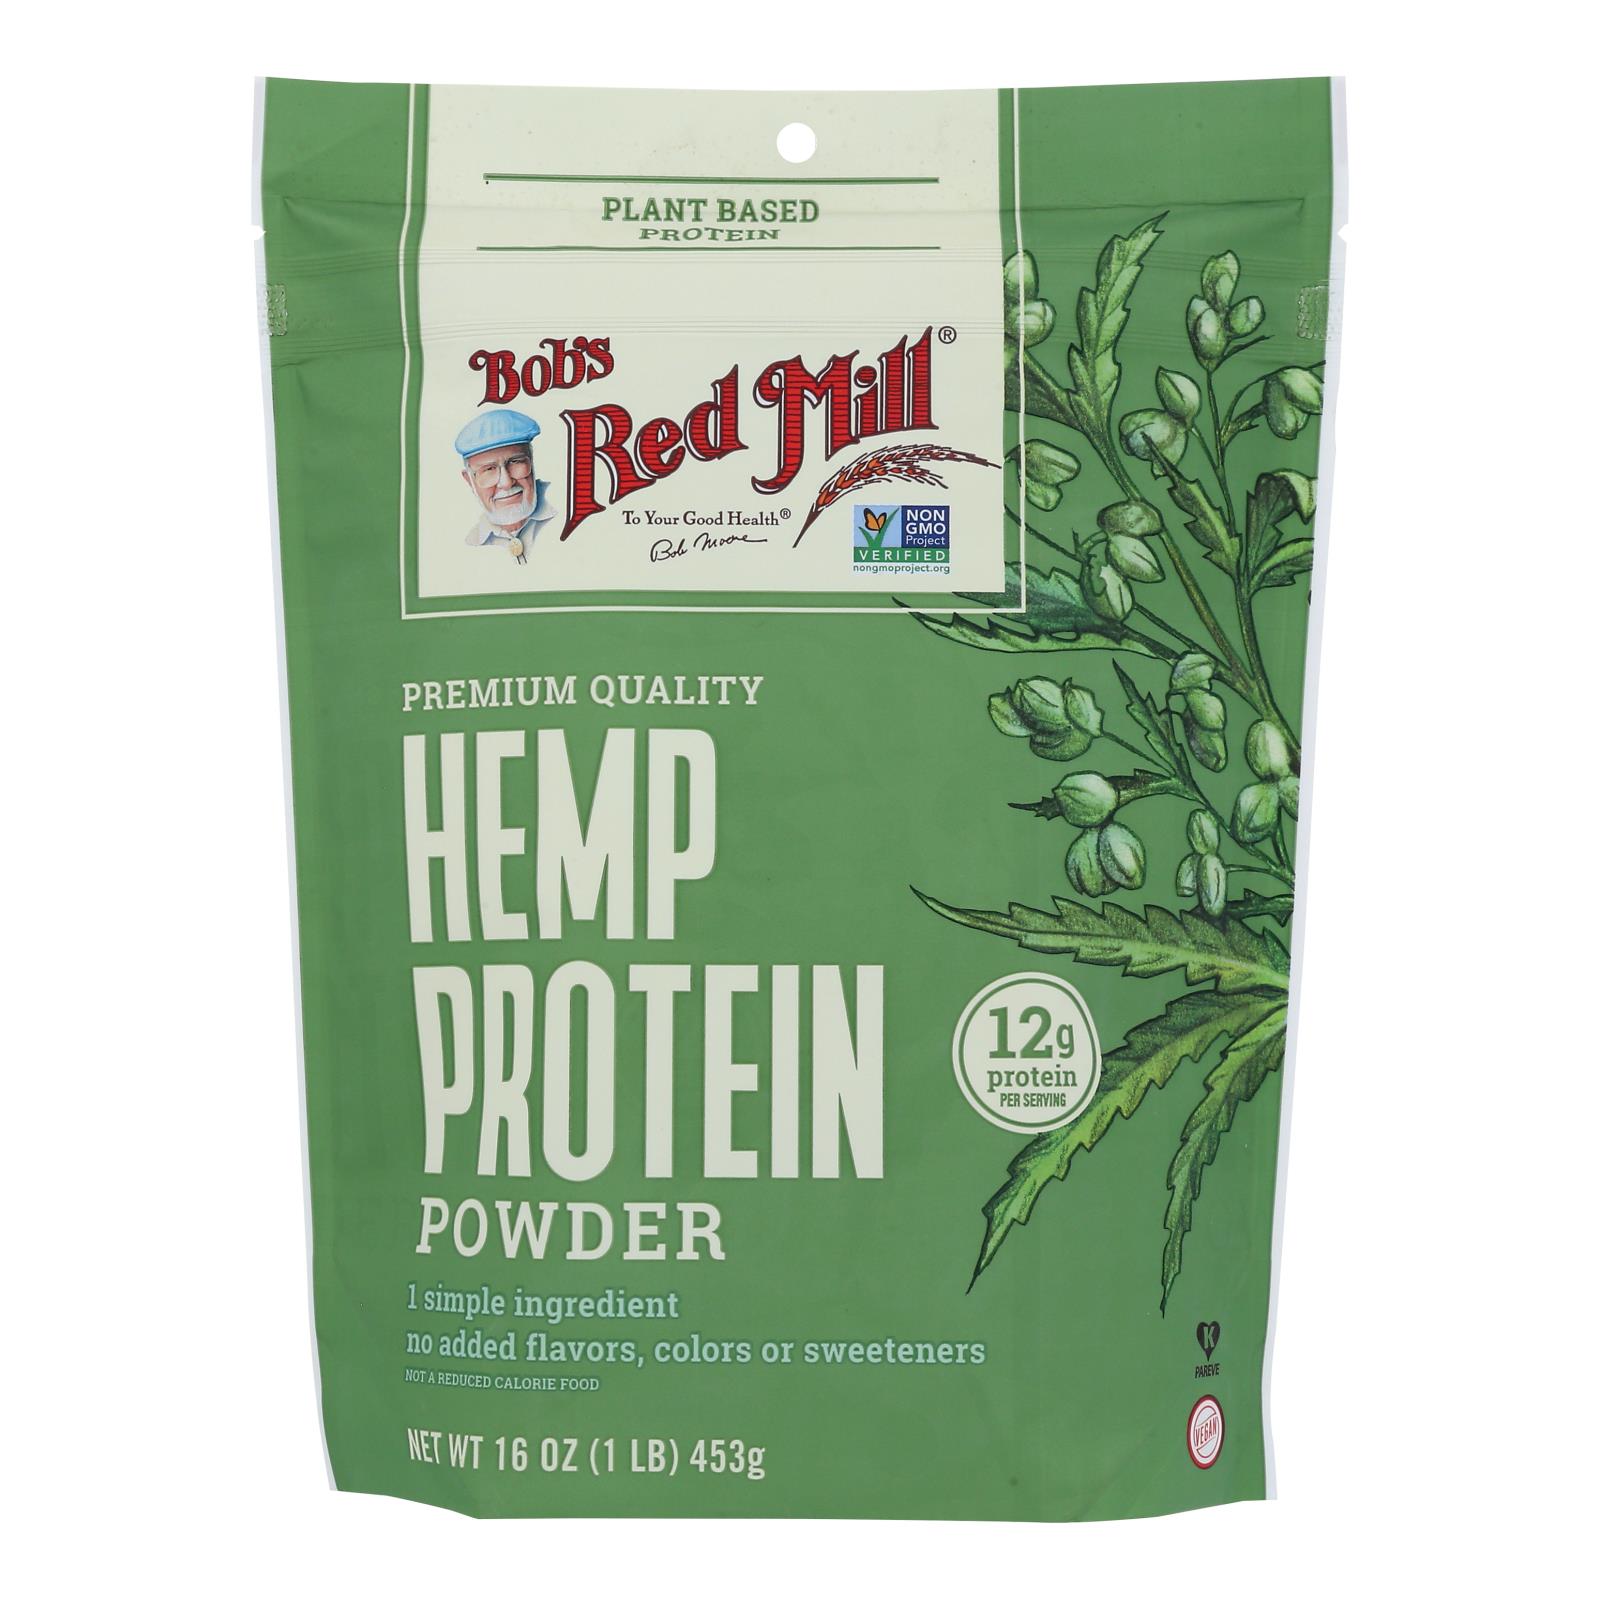 PLANT BASED
PROTEIN
Bob's
Red Mill®
To Your Good Health®
Bob Moore
NON
GMO
Project
VERIFIED
nongmoproject.org
PREMIUM QUALITY
HEMP
PROTEIN
POWDER
12g
protein
PER SERVING
1 simple ingredient
no added flavors, colors or sweeteners
NOT A REDUCED CALORIE FOOD
K
PAREVE
VEGAN
NET WT 16 OZ (1 LB) 453g